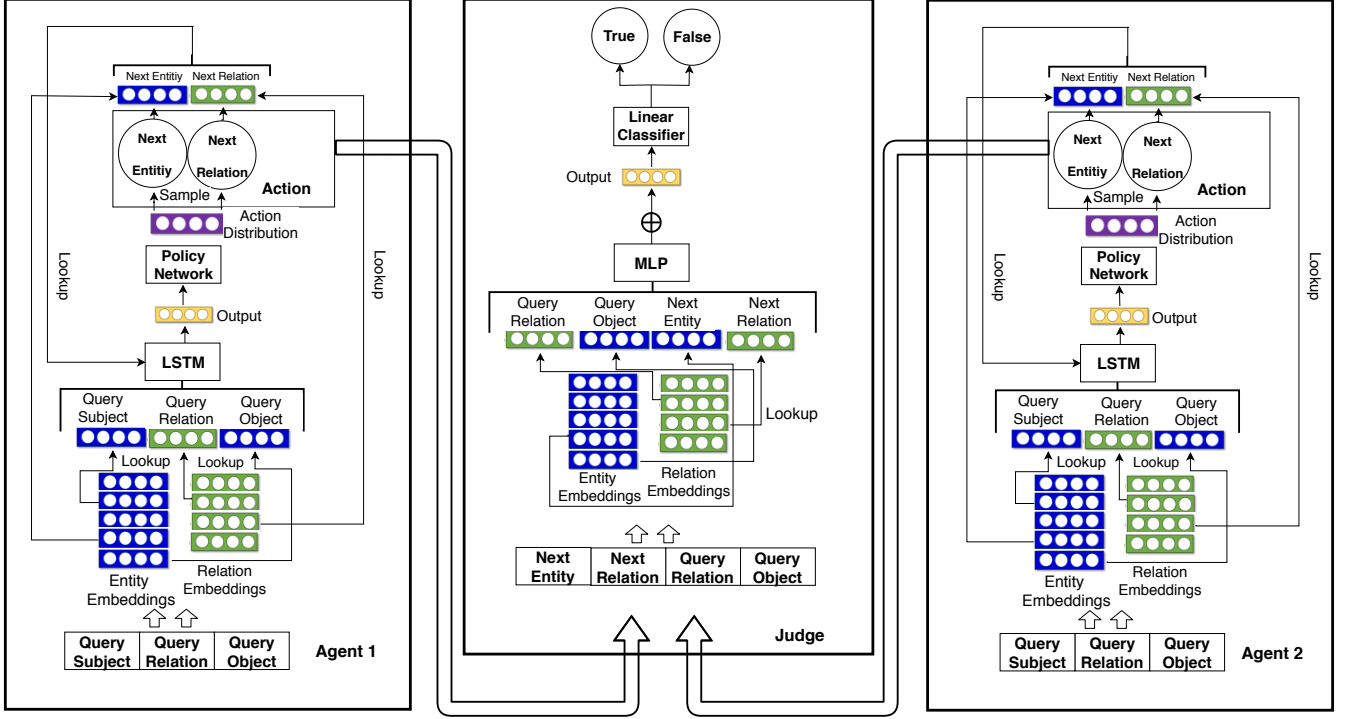 Next Entitiy Next Relation
Next
Entitiy
Next
Relation
Sample
Action
Action
Distribution
Policy
Network
Output
LSTM
Lookup
Lookup
Query
Subject
Query
Relation
Query
Object
Lookup
Lookup
Entity
Embeddings
Relation
Embeddings
Query
Subject
Query
Relation
Query
Object
Agent 1
True
False
Linear
Classifier
Output
MLP
Query
Relation
Query
Object
Next
Entity
Next
Relation
Lookup
Entity
Embeddings
Relation
Embeddings
Next
Entity
Next
Relation
Query
Relation
Query
Object
Judge
Next Entitiy Next Relation
Next
Entitiy
Next
Relation
Sample
Action
Action
Distribution
Policy
Network
Output
LSTM
Lookup
Lookup
Query
Subject
Query
Relation
Query
Object
Lookup
Lookup
Entity
Embeddings
Relation
Embeddings
Query
Subject
Query
Relation
Query
Object
Agent 2